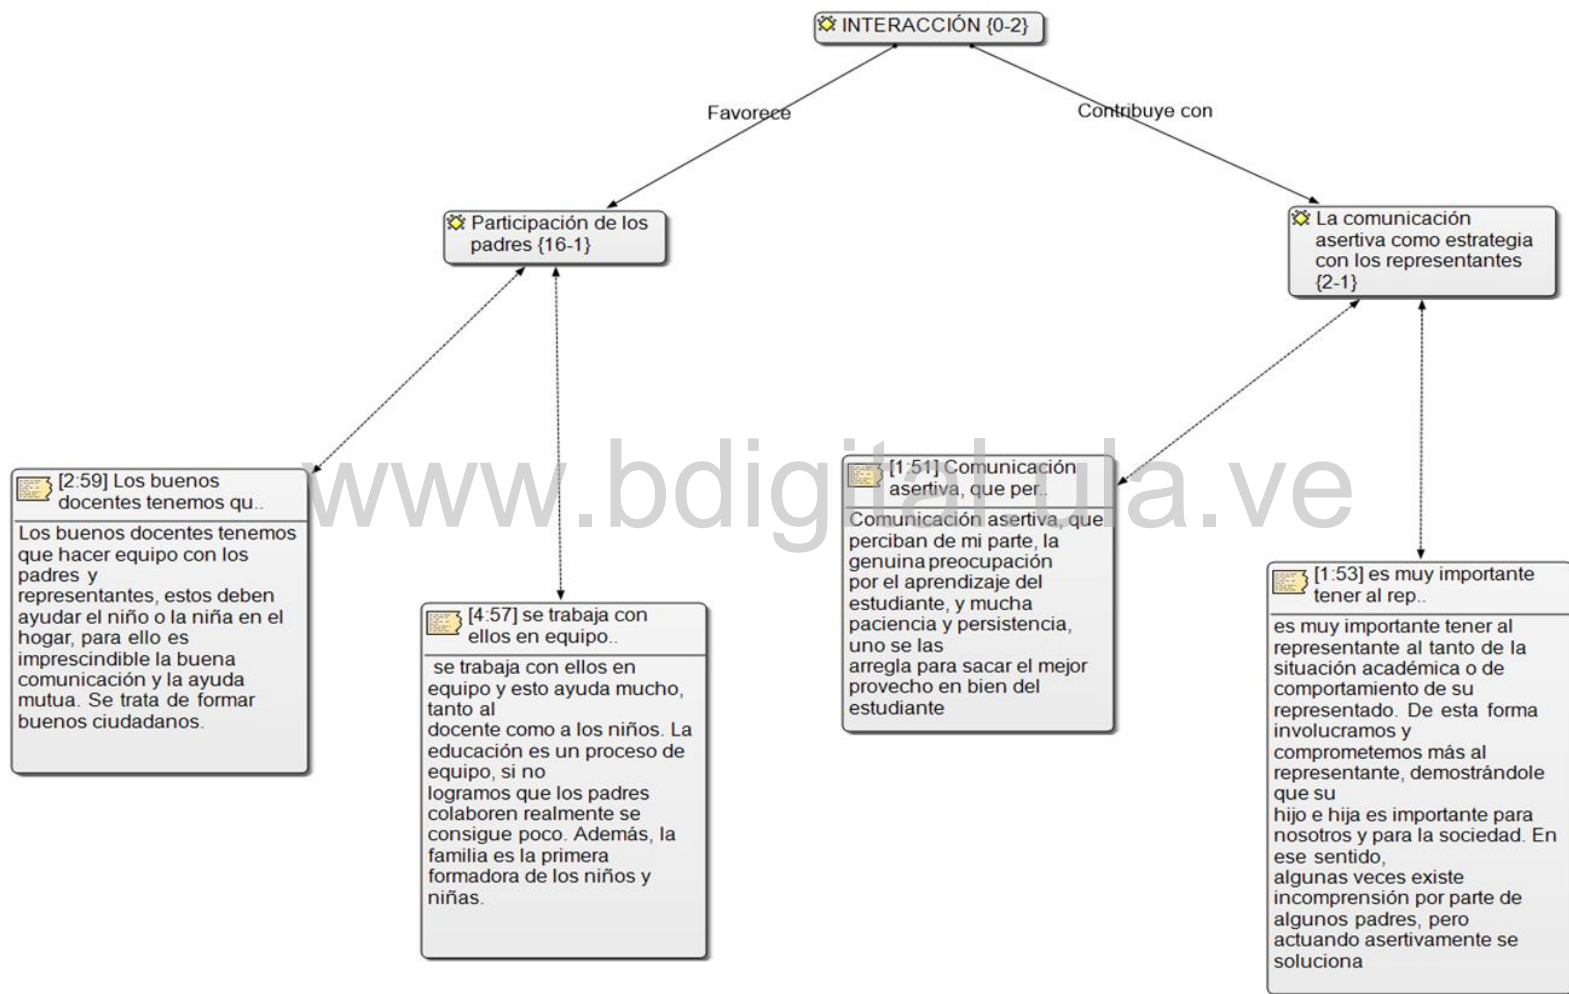 INTERACCIÓN {0-2}
Favorece
Contribuye con
Participación de los
padres {16-1}
La comunicación
asertiva como estrategia
con los representantes
{2-1}
[2:59] Los buenos
docentes tenemos qu..
Los buenos docentes tenemos
que hacer equipo con los
padres y
representantes, estos deben
ayudar el niño o la niña en el
hogar, para ello es
imprescindible la buena
comunicación y la ayuda
mutua. Se trata de formar
buenos ciudadanos.
[4:57] se trabaja con
ellos en equipo..
se trabaja con ellos en
equipo y esto ayuda mucho,
tanto al
docente como a los niños. La
educación es un proceso de
equipo, si no
logramos que los padres
colaboren realmente se
consigue poco. Además, la
familia es la primera
formadora de los niños y
niñas.
[1:51] Comunicación
asertiva, que per..
Comunicación asertiva, que
perciban de mi parte, la
genuina preocupación
por el aprendizaje del
estudiante, y mucha
paciencia y persistencia,
uno se las
arregla para sacar el mejor
provecho en bien del
estudiante
[1:53] es muy importante
tener al rep..
es muy importante tener al
representante al tanto de la
situación académica o de
comportamiento de su
representado. De esta forma
involucramos y
comprometemos más al
representante, demostrándole
que su
hijo e hija es importante para
nosotros y para la sociedad. En
ese sentido,
algunas veces existe
incomprensión por parte de
algunos padres, pero
actuando asertivamente se
soluciona
www.bdigital.ula.ve